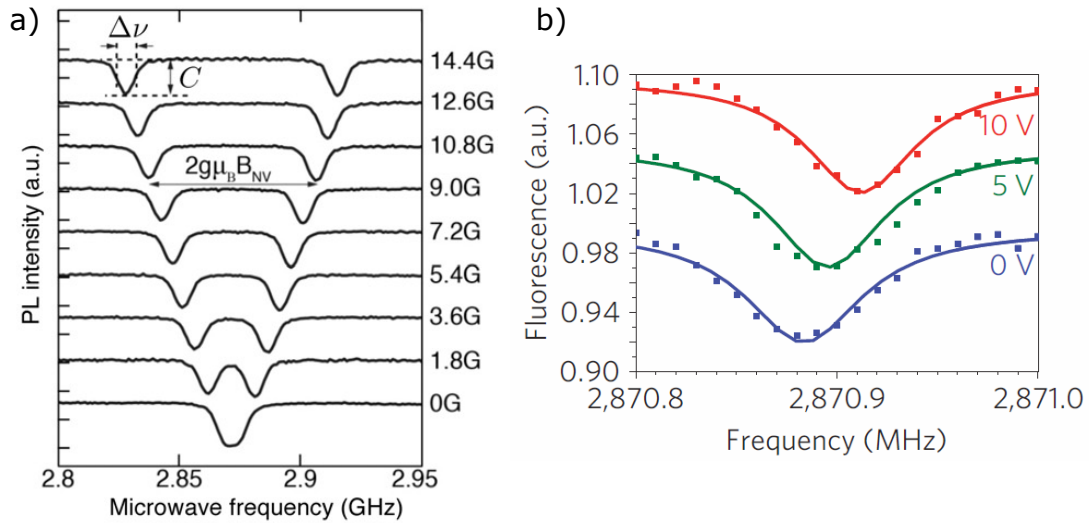 a)
Δν
C
2gμ_B B_NV
14.4G
12.6G
10.8G
9.0G
7.2G
5.4G
3.6G
1.8G
0G
PL intensity (a.u.)
2.8 2.85 2.9 2.95
Microwave frequency (GHz)
b)
1.10
1.06
1.02
0.98
0.94
0.90
Fluorescence (a.u.)
10 V
5 V
0 V
2,870.8 2,870.9 2,871.0
Frequency (MHz)